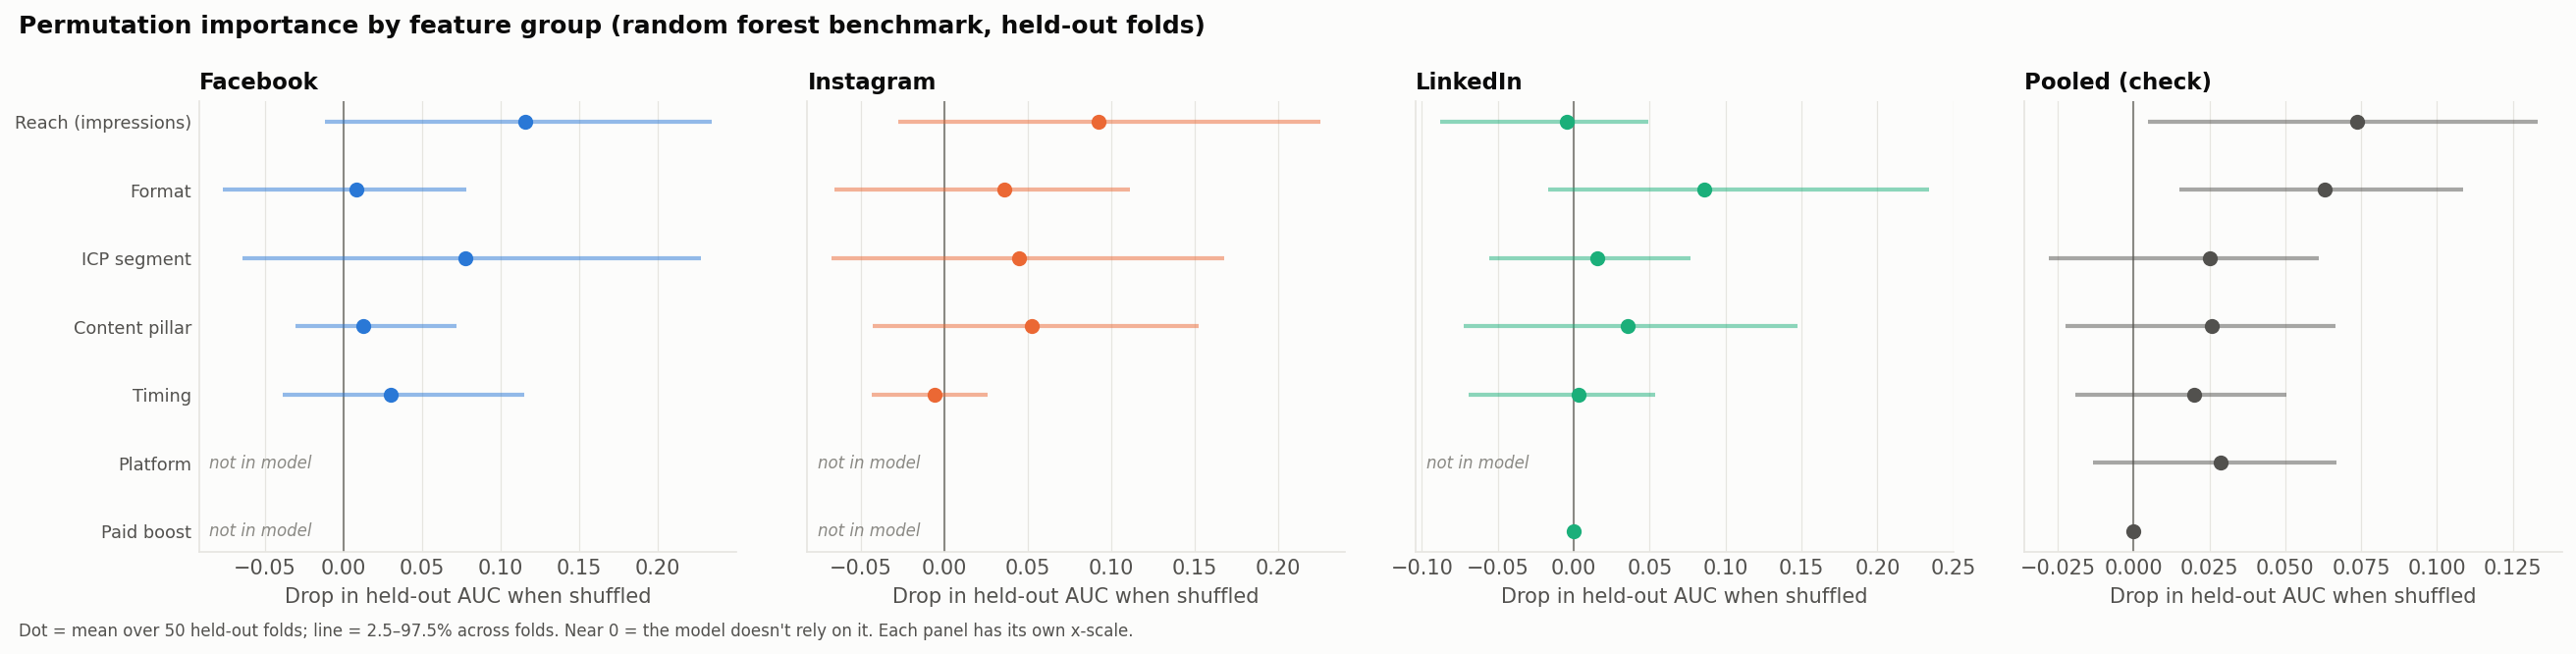 Permutation importance by feature group (random forest benchmark, held-out folds)
Facebook
Instagram
LinkedIn
Pooled (check)
Reach (impressions)
Format
ICP segment
Content pillar
Timing
Platform
not in model
not in model
not in model
Paid boost
not in model
not in model
−0.05 0.00 0.05 0.10 0.15 0.20
−0.05 0.00 0.05 0.10 0.15 0.20
−0.10 −0.05 0.00 0.05 0.10 0.15 0.20 0.25
−0.025 0.000 0.025 0.050 0.075 0.100 0.125
Drop in held-out AUC when shuffled
Drop in held-out AUC when shuffled
Drop in held-out AUC when shuffled
Drop in held-out AUC when shuffled
Dot = mean over 50 held-out folds; line = 2.5–97.5% across folds. Near 0 = the model doesn't rely on it. Each panel has its own x-scale.